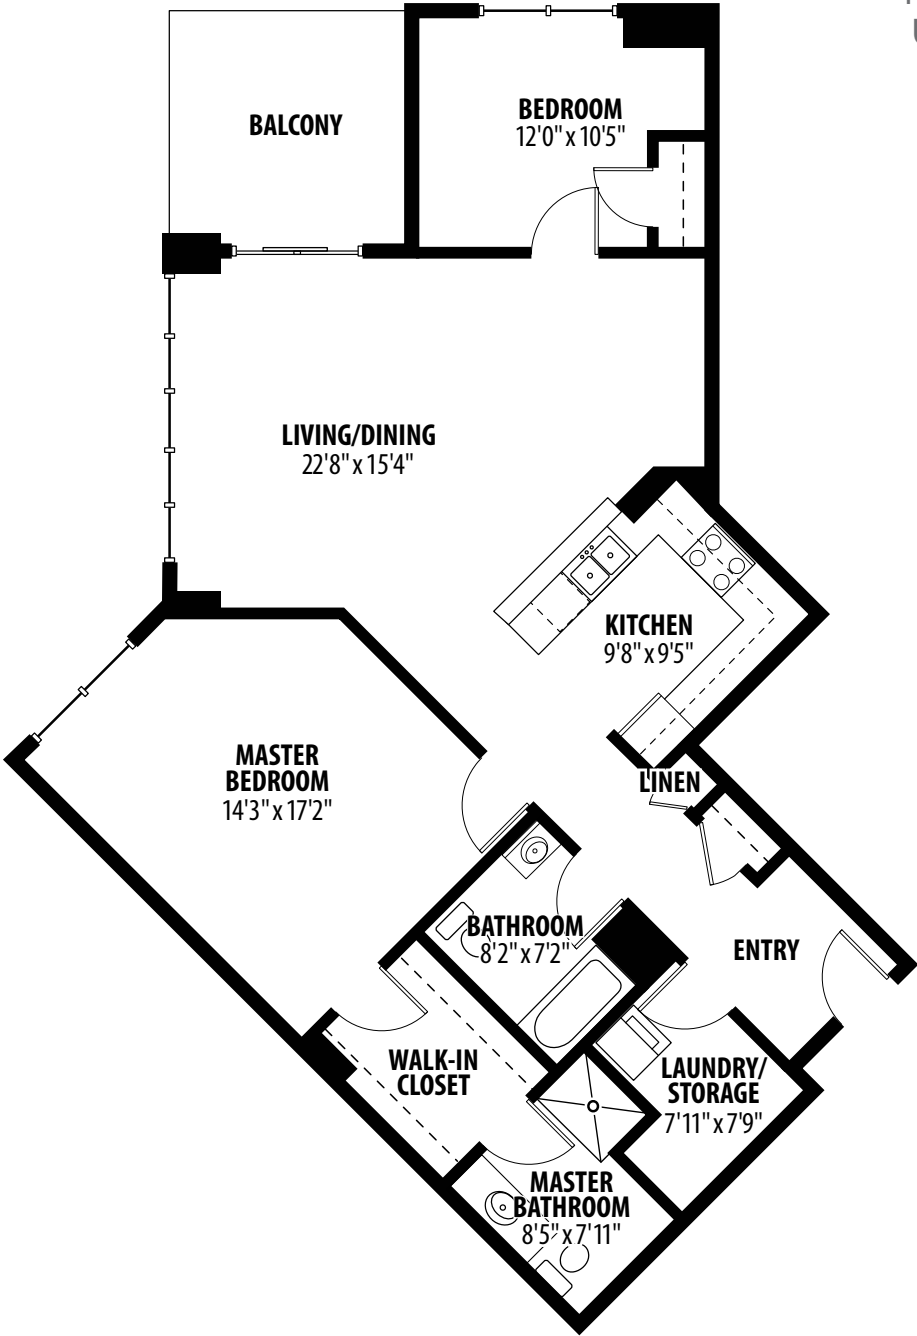 BALCONY
BEDROOM
12'0" x 10'5"
LIVING/DINING
22'8" x 15'4"
KITCHEN
9'8" x 9'5"
MASTER
BEDROOM
14'3" x 17'2"
LINEN
BATHROOM
8'2" x 7'2"
ENTRY
WALK-IN
CLOSET
LAUNDRY/
STORAGE
7'11" x 7'9"
MASTER
BATHROOM
8'5" x 7'11"